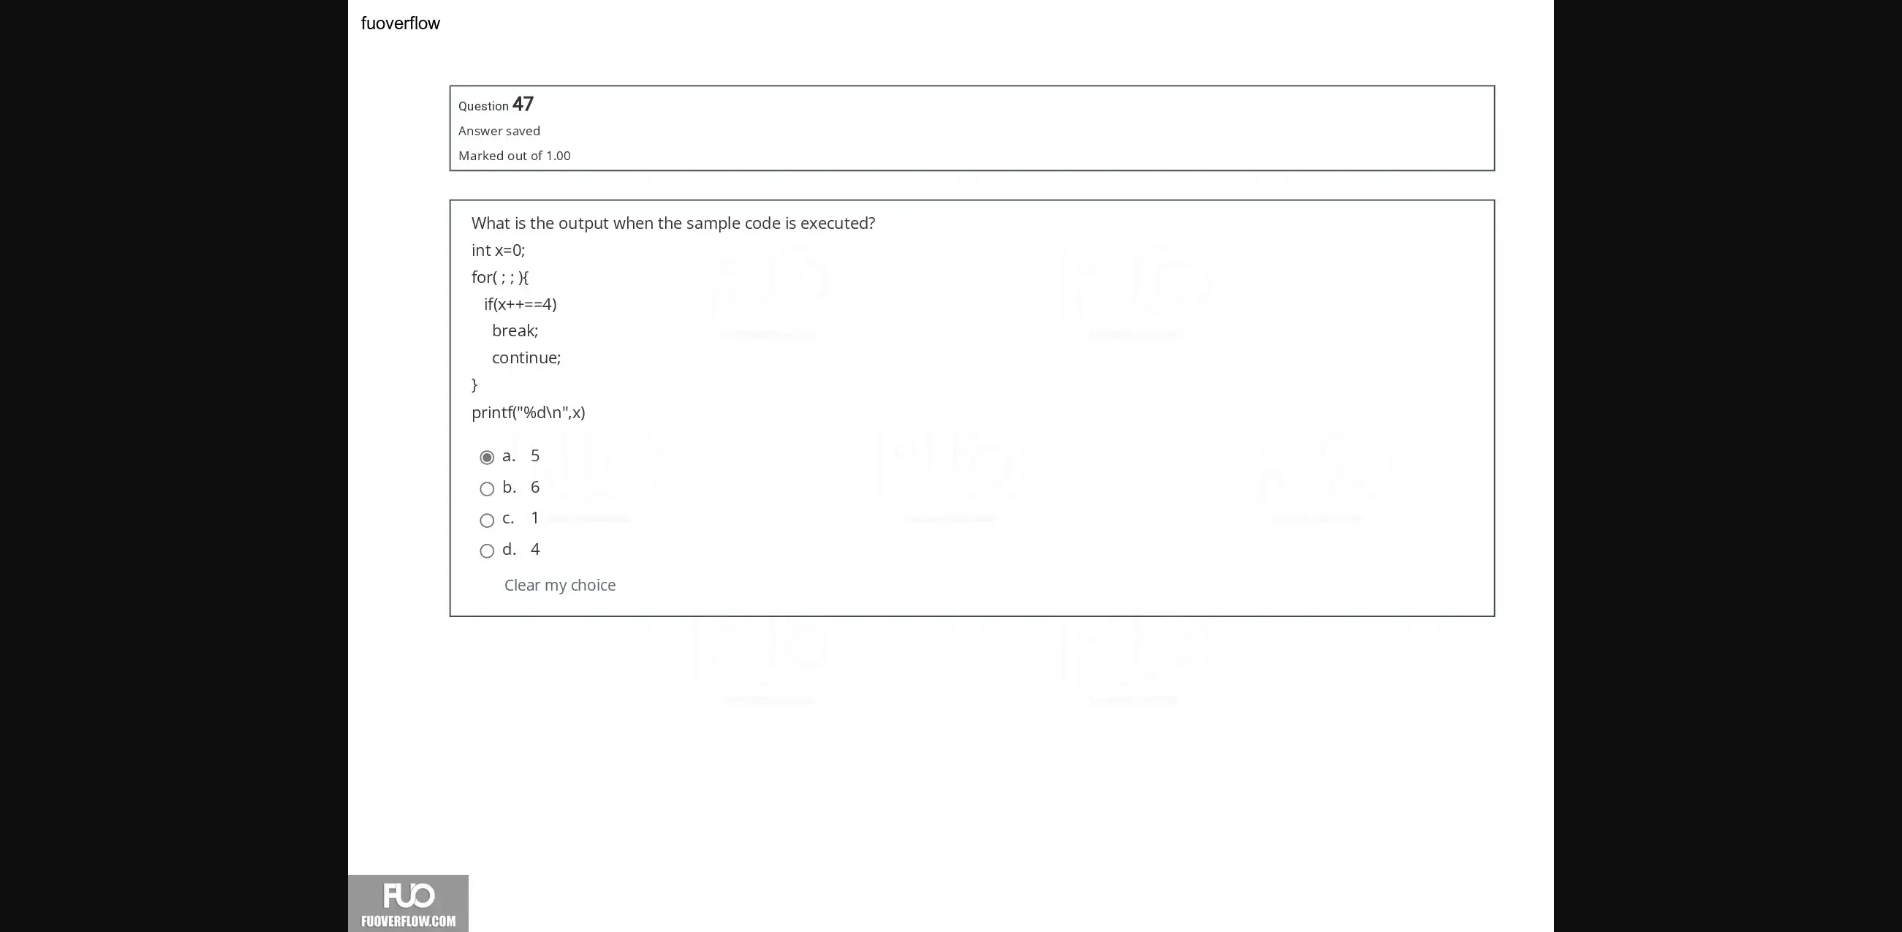 fuoverflow
Question 47
Answer saved
Marked out of 1.00
What is the output when the sample code is executed?
int x=0;
for( ; ; ){
if(x++==4)
break;
continue;
}
printf("%d\n",x)
a. 5
b. 6
c. 1
d. 4
Clear my choice
FUO
FUOVERFLOW.COM